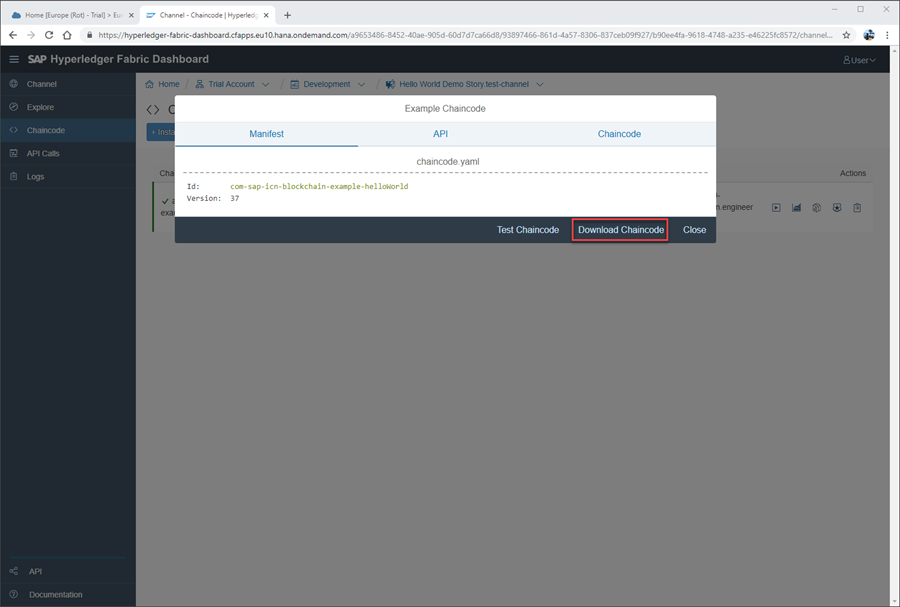 Home [Europe (Rot) - Trial] > Eu
Channel - Chaincode | Hyperledg
https://hyperledger-fabric-dashboard.cfapps.eu10.hana.ondemand.com/a9653486-8452-40ae-905d-60d7d7ca66d8/93897466-861d-4a57-8306-837ceb09f927/b90ee4fa-9618-4748-a235-e46225fc8572/channel...
SAP Hyperledger Fabric Dashboard
User
Channel
Explore
Chaincode
API Calls
Logs
API
Documentation
Home / Trial Account / Development / Hello World Demo Story test-channel
C
+ Insta
Example Chaincode
Manifest
API
Chaincode
chaincode.yaml
Id: com-sap-icn-blockchain-example-helloWorld
Version: 37
Test Chaincode
Download Chaincode
Close
Cha
Actions
exa
n engineer